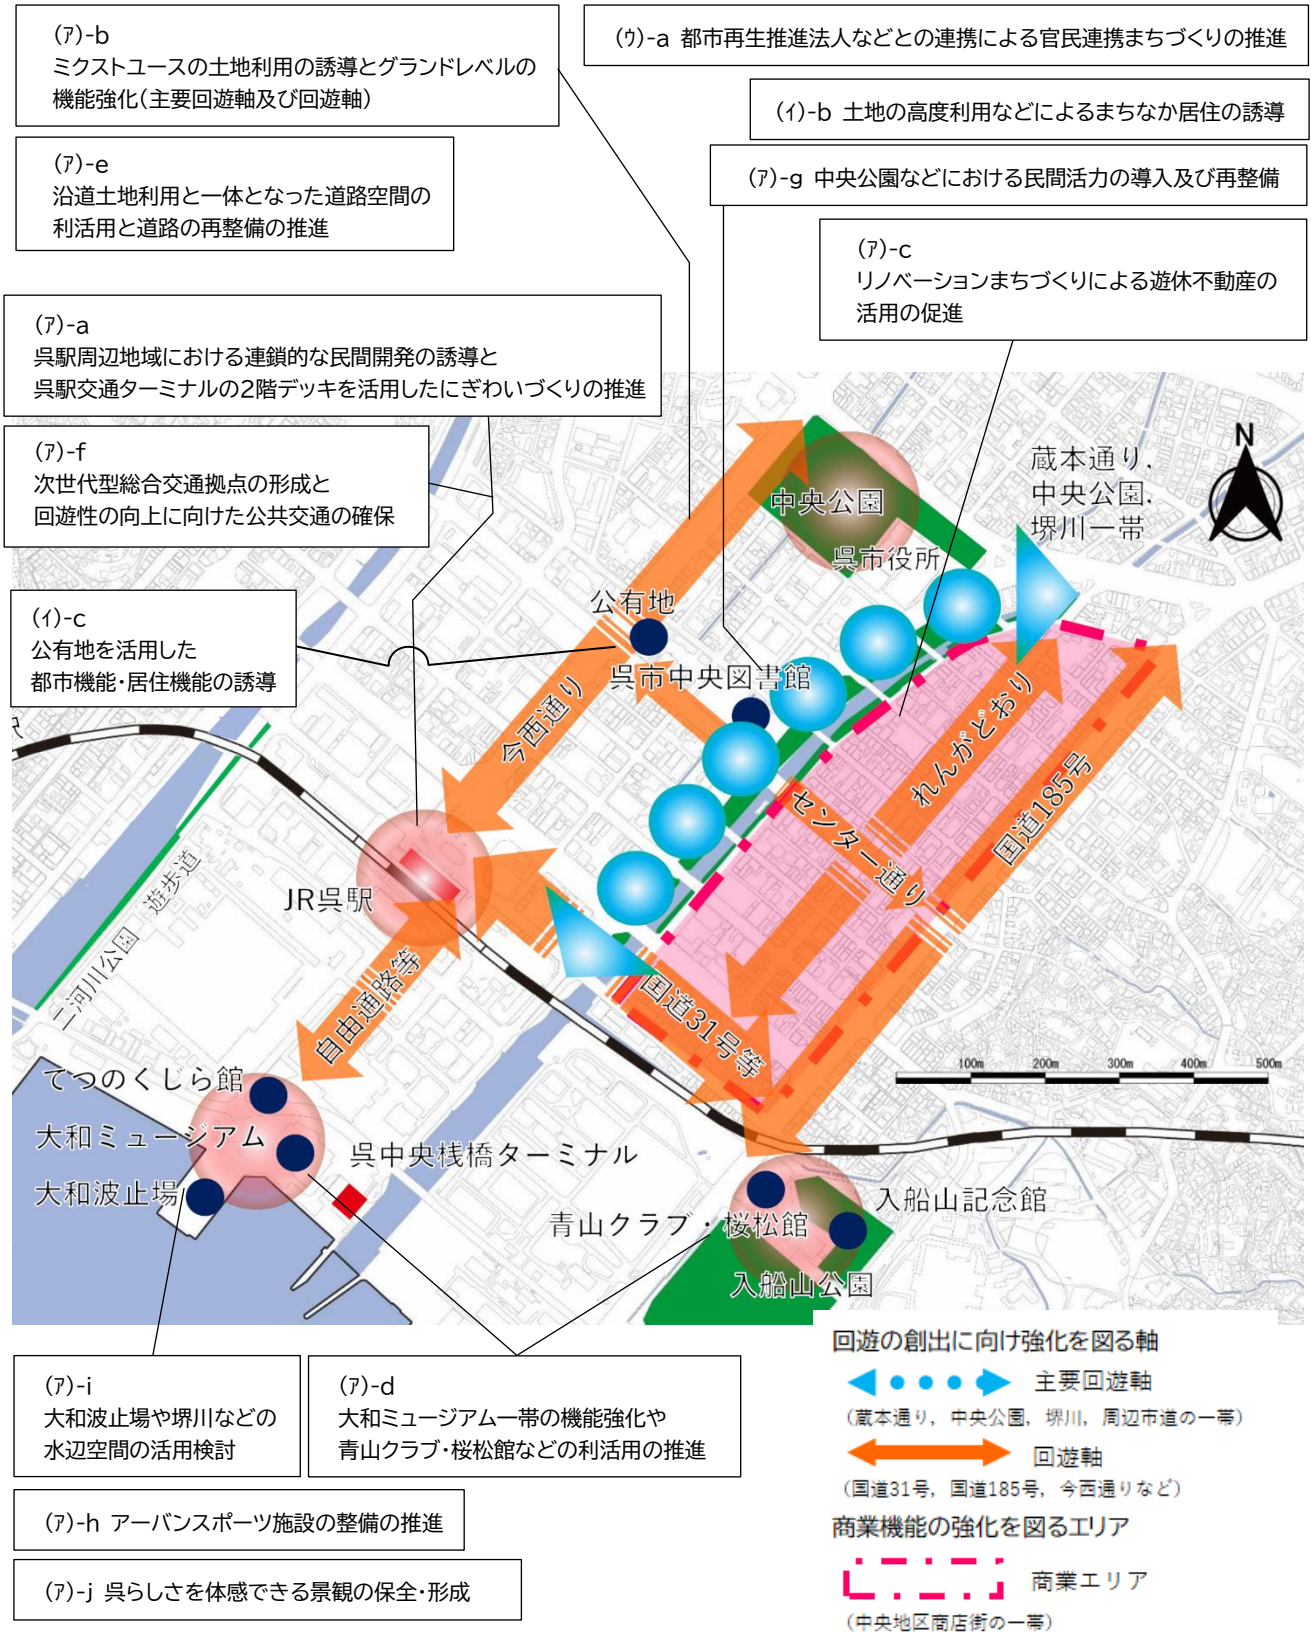 (ｱ)-b
ミクストユースの土地利用の誘導とグランドレベルの
機能強化(主要回遊軸及び回遊軸)
(ｳ)-a 都市再生推進法人などとの連携による官民連携まちづくりの推進
(ｲ)-b 土地の高度利用などによるまちなか居住の誘導
(ｱ)-e
沿道土地利用と一体となった道路空間の
利活用と道路の再整備の推進
(ｱ)-g 中央公園などにおける民間活力の導入及び再整備
(ｱ)-c
リノベーションまちづくりによる遊休不動産の
活用の促進
(ｱ)-a
呉駅周辺地域における連鎖的な民間開発の誘導と
呉駅交通ターミナルの2階デッキを活用したにぎわいづくりの推進
(ｱ)-f
次世代型総合交通拠点の形成と
回遊性の向上に向けた公共交通の確保
(ｲ)-c
公有地を活用した
都市機能・居住機能の誘導
N
蔵本通り,
中央公園,
堺川一帯
中央公園
呉市役所
公有地
呉市中央図書館
今西通り
れんがどおり
国道185号
センター通り
JR呉駅
二河川公園 遊歩道
自由通路等
国道31号等
100m 200m 300m 400m 500m
てつのくじら館
大和ミュージアム
大和波止場
呉中央桟橋ターミナル
青山クラブ・桜松館
入船山記念館
入船山公園
(ｱ)-i
大和波止場や堺川などの
水辺空間の活用検討
(ｱ)-d
大和ミュージアム一帯の機能強化や
青山クラブ・桜松館などの利活用の推進
(ｱ)-h アーバンスポーツ施設の整備の推進
(ｱ)-j 呉らしさを体感できる景観の保全・形成
回遊の創出に向け強化を図る軸
主要回遊軸
(蔵本通り, 中央公園, 堺川, 周辺市道の一帯)
回遊軸
(国道31号, 国道185号, 今西通りなど)
商業機能の強化を図るエリア
商業エリア
(中央地区商店街の一帯)